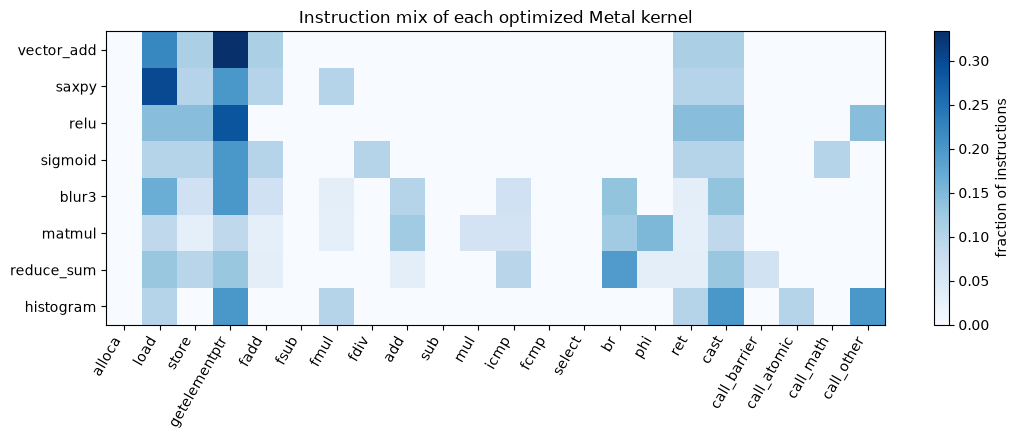 Instruction mix of each optimized Metal kernel
vector_add
saxpy
relu
sigmoid
blur3
matmul
reduce_sum
histogram
alloca
load
store
getelementptr
fadd
fsub
fmul
fdiv
add
sub
mul
icmp
fcmp
select
br
phi
ret
cast
call_barrier
call_atomic
call_math
call_other
0.30
0.25
0.20
0.15
0.10
0.05
0.00
fraction of instructions